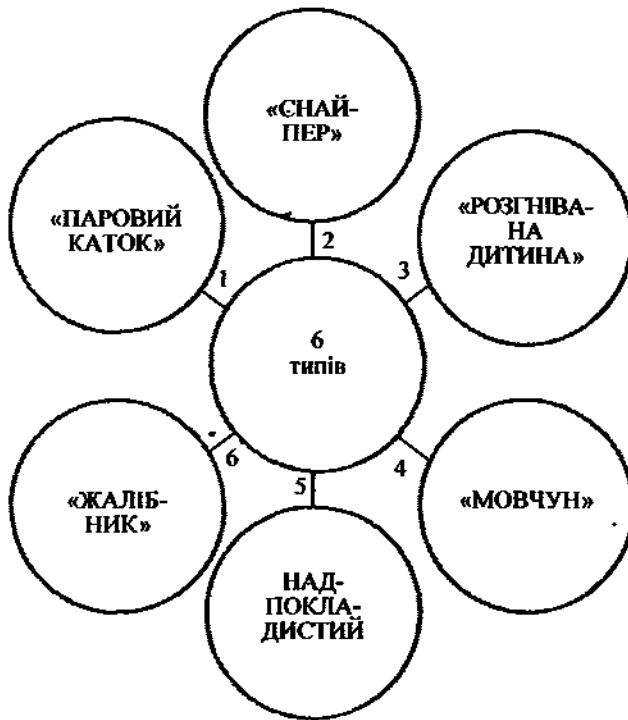 «СНАЙ-
ПЕР»
«ПАРОВИЙ
КАТОК»
«РОЗГНІВА-
НА
ДИТИНА»
2
1
3
6
типів
6
5
4
«ЖАЛІБ-
НИК»
«МОВЧУН»
НАД-
ПОКЛА-
ДИСТИЙ